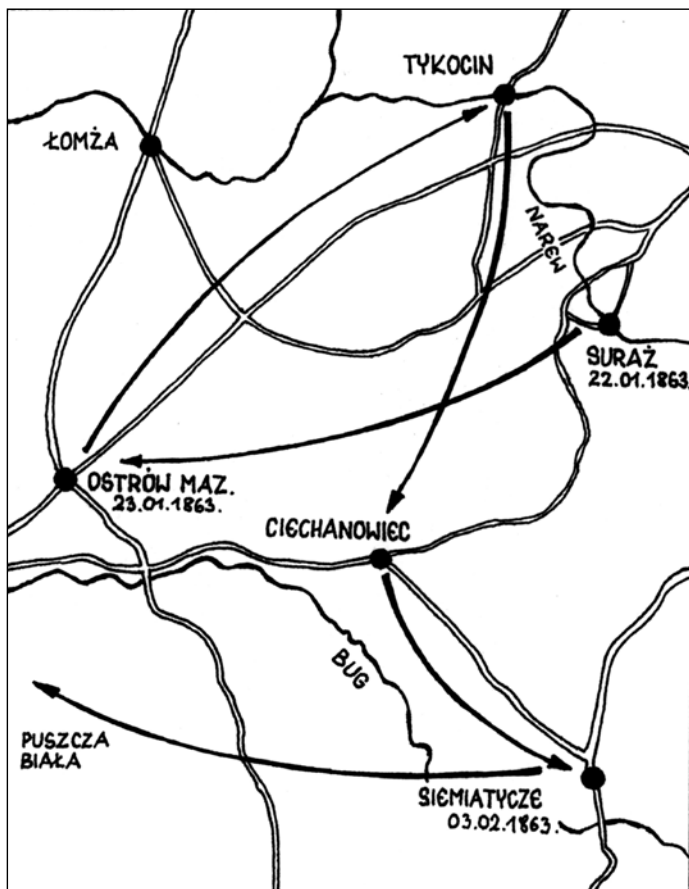 TYKOCIN
ŁOMŻA
NAREW
SURAŻ
22.01.1863.
OSTRÓW MAZ.
23.01.1863.
CIECHANOWIEC
BUG
PUSZCZA
BIAŁA
SIEMIATYCZE
03.02.1863.